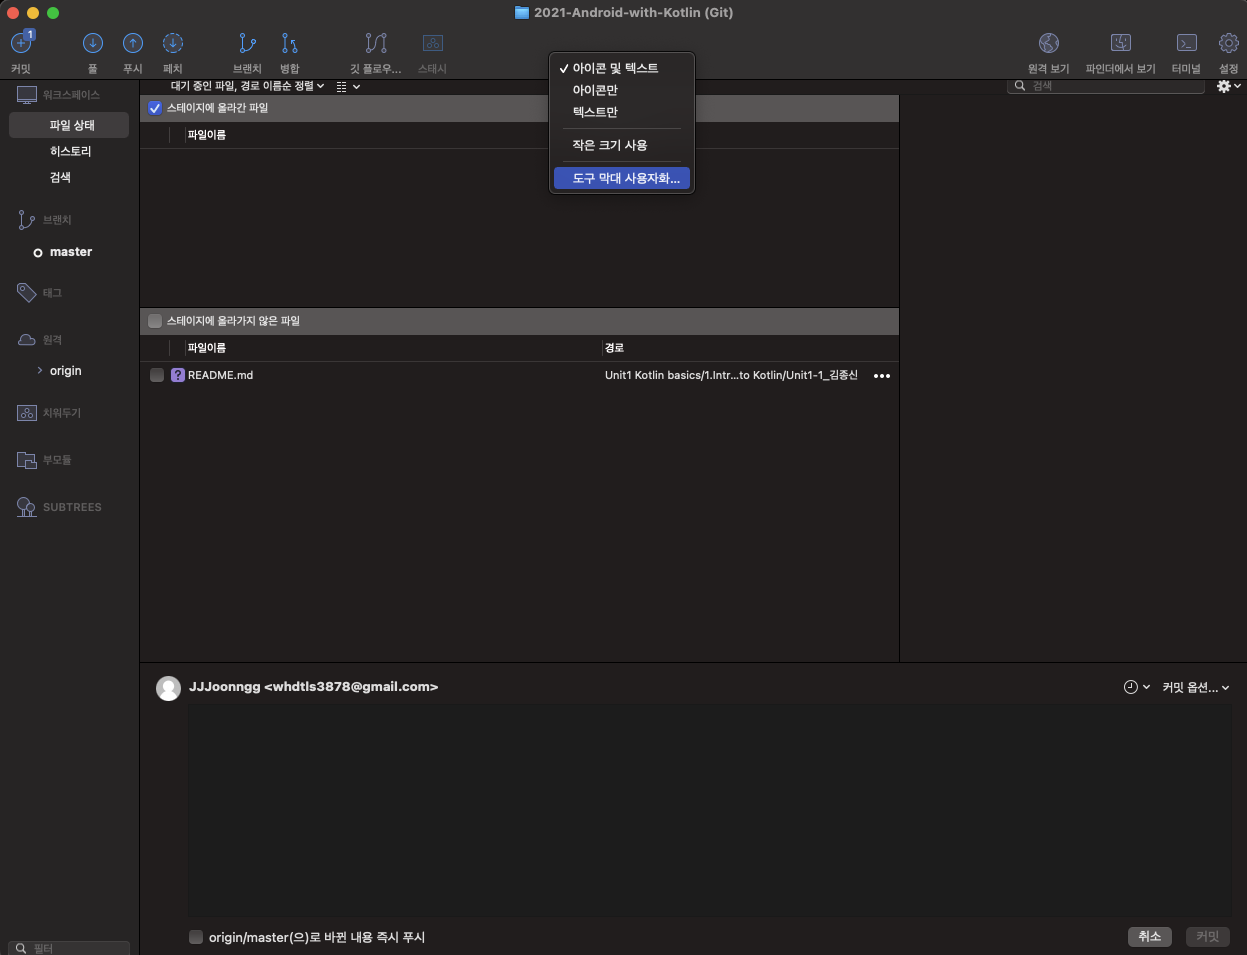 2021-Android-with-Kotlin (Git)
1
커밋
풀
푸시
페치
브랜치
병합
깃 플로우...
스태시
원격 보기
파인더에서 보기
터미널
설정
아이콘 및 텍스트
아이콘만
텍스트만
작은 크기 사용
도구 막대 사용자화...
대기 중인 파일, 경로 이름순 정렬
검색
워크스페이스
파일 상태
히스토리
검색
브랜치
master
태그
원격
origin
치워두기
부모듈
SUBTREES
필터
스테이지에 올라간 파일
파일이름
스테이지에 올라가지 않은 파일
파일이름 경로
? README.md Unit1 Kotlin basics/1.Intr...to Kotlin/Unit1-1_김종신
JJJoonngg <whdtls3878@gmail.com>
커밋 옵션...
origin/master(으)로 바뀐 내용 즉시 푸시
취소
커밋